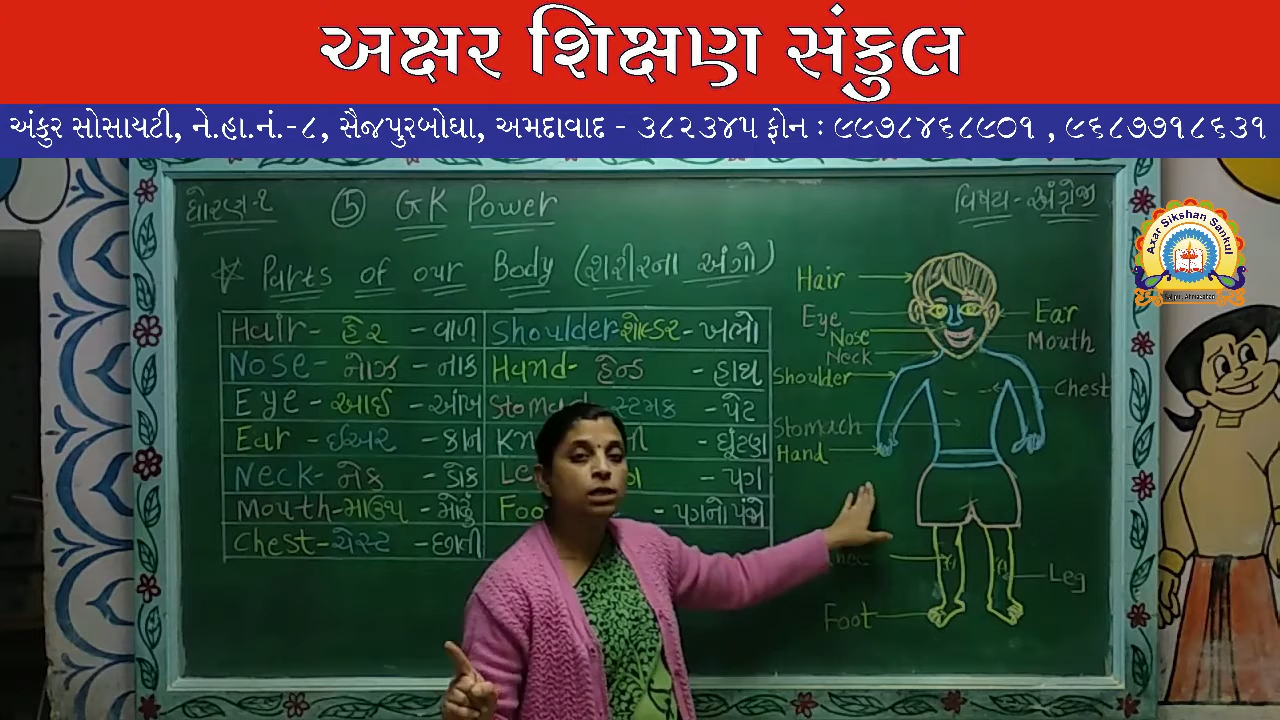 અક્ષર શિક્ષણ સંકુલ
અંકુર સોસાયટી, ને.હા.નં.-૮, સૈજપુરબોઘા, અમદાવાદ - ૩૮૨૩૪૫ ફોન : ૯૯૭૮૪૬૮૯૦૧ , ૯૬૮૭૭૧૮૬૩૧
ધોરણ-૧ ⑤ GK Power વિષય-અંગ્રેજી
Axar Sikshan Sankul
Parts of our Body (શરીરના અંગો)
Hair - હેર - વાળ Shoulder - શોલ્ડર - ખભો
Nose - નોઝ - નાક Hand - હેન્ડ - હાથ
Eye - આઈ - આંખ Stomach સ્ટમક - પેટ
Ear - ઈઅર - કાન - ઘૂંટણ
Neck - નેક - ડોક - પગ
Mouth - માઉથ - મોઢું - પગનો પંજો
Chest - ચેસ્ટ - છાતી
Hair
Eye Ear
Nose Mouth
Neck
Shoulder Chest
Stomach
Hand
Leg
Foot